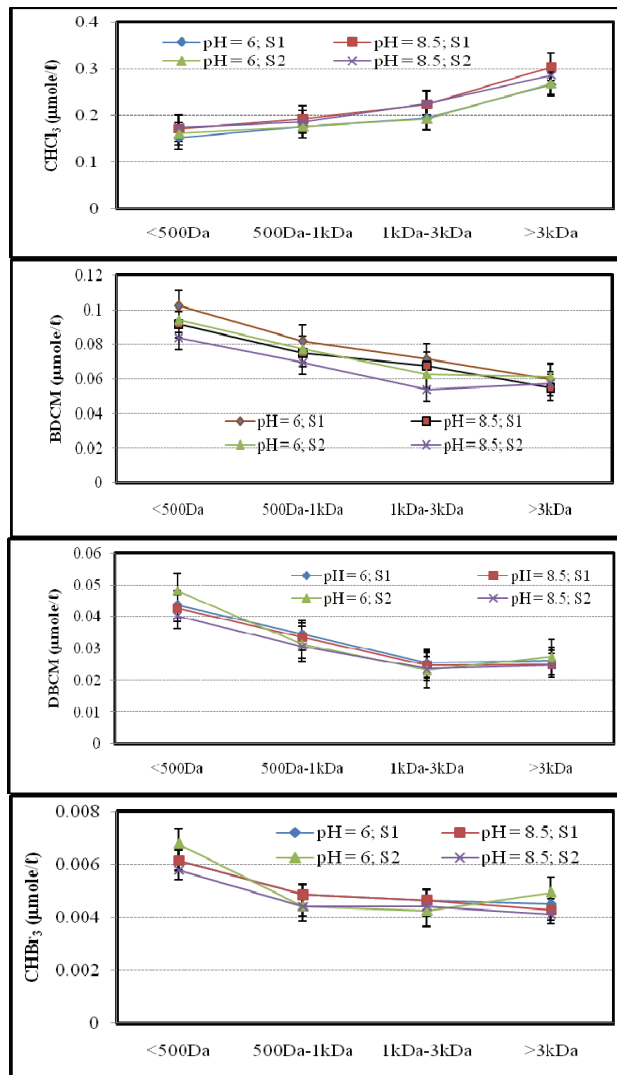 0.4
0.3
0.2
0.1
0
CHCl₃ (µmole/ℓ)
pH = 6; S1
pH = 8.5; S1
pH = 6; S2
pH = 8.5; S2
<500Da
500Da-1kDa
1kDa-3kDa
>3kDa
0.12
0.1
0.08
0.06
0.04
0.02
0
BDCM (µmole/ℓ)
pH = 6; S1
pH = 8.5; S1
pH = 6; S2
pH = 8.5; S2
<500Da
500Da-1kDa
1kDa-3kDa
>3kDa
0.06
0.05
0.04
0.03
0.02
0.01
0
DBCM (µmole/ℓ)
pH = 6; S1
pH = 8.5; S1
pH = 6; S2
pH = 8.5; S2
<500Da
500Da-1kDa
1kDa-3kDa
>3kDa
0.008
0.006
0.004
0.002
0
CHBr₃ (µmole/ℓ)
pH = 6; S1
pH = 8.5; S1
pH = 6; S2
pH = 8.5; S2
<500Da
500Da-1kDa
1kDa-3kDa
>3kDa